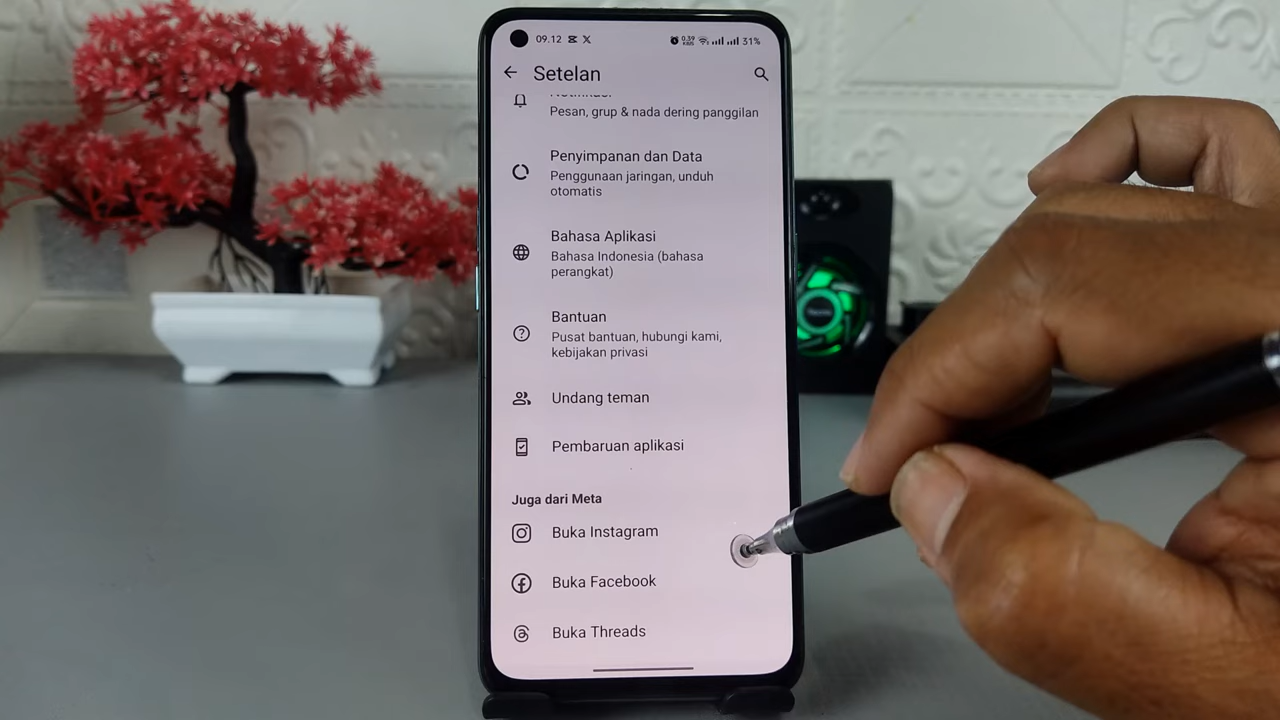 09.12 31%
Setelan
Notifikasi
Pesan, grup & nada dering panggilan
Penyimpanan dan Data
Penggunaan jaringan, unduh
otomatis
Bahasa Aplikasi
Bahasa Indonesia (bahasa
perangkat)
Bantuan
Pusat bantuan, hubungi kami,
kebijakan privasi
Undang teman
Pembaruan aplikasi
Juga dari Meta
Buka Instagram
Buka Facebook
Buka Threads